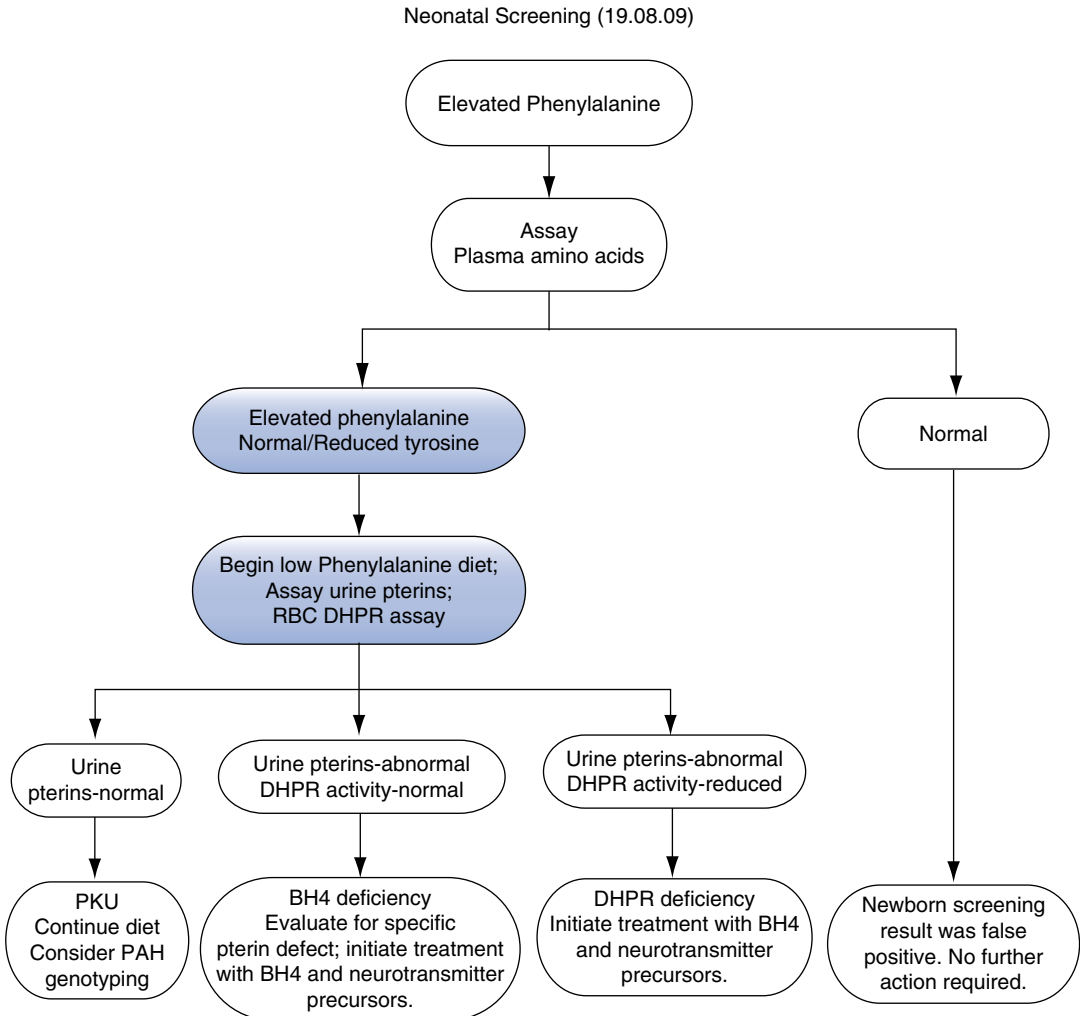 Neonatal Screening (19.08.09)
Elevated Phenylalanine
Assay
Plasma amino acids
Elevated phenylalanine
Normal/Reduced tyrosine
Normal
Begin low Phenylalanine diet;
Assay urine pterins;
RBC DHPR assay
Urine
pterins-normal
Urine pterins-abnormal
DHPR activity-normal
Urine pterins-abnormal
DHPR activity-reduced
PKU
Continue diet
Consider PAH
genotyping
BH4 deficiency
Evaluate for specific
pterin defect; initiate treatment
with BH4 and neurotransmitter
precursors.
DHPR deficiency
Initiate treatment with BH4
and neurotransmitter
precursors.
Newborn screening
result was false
positive. No further
action required.